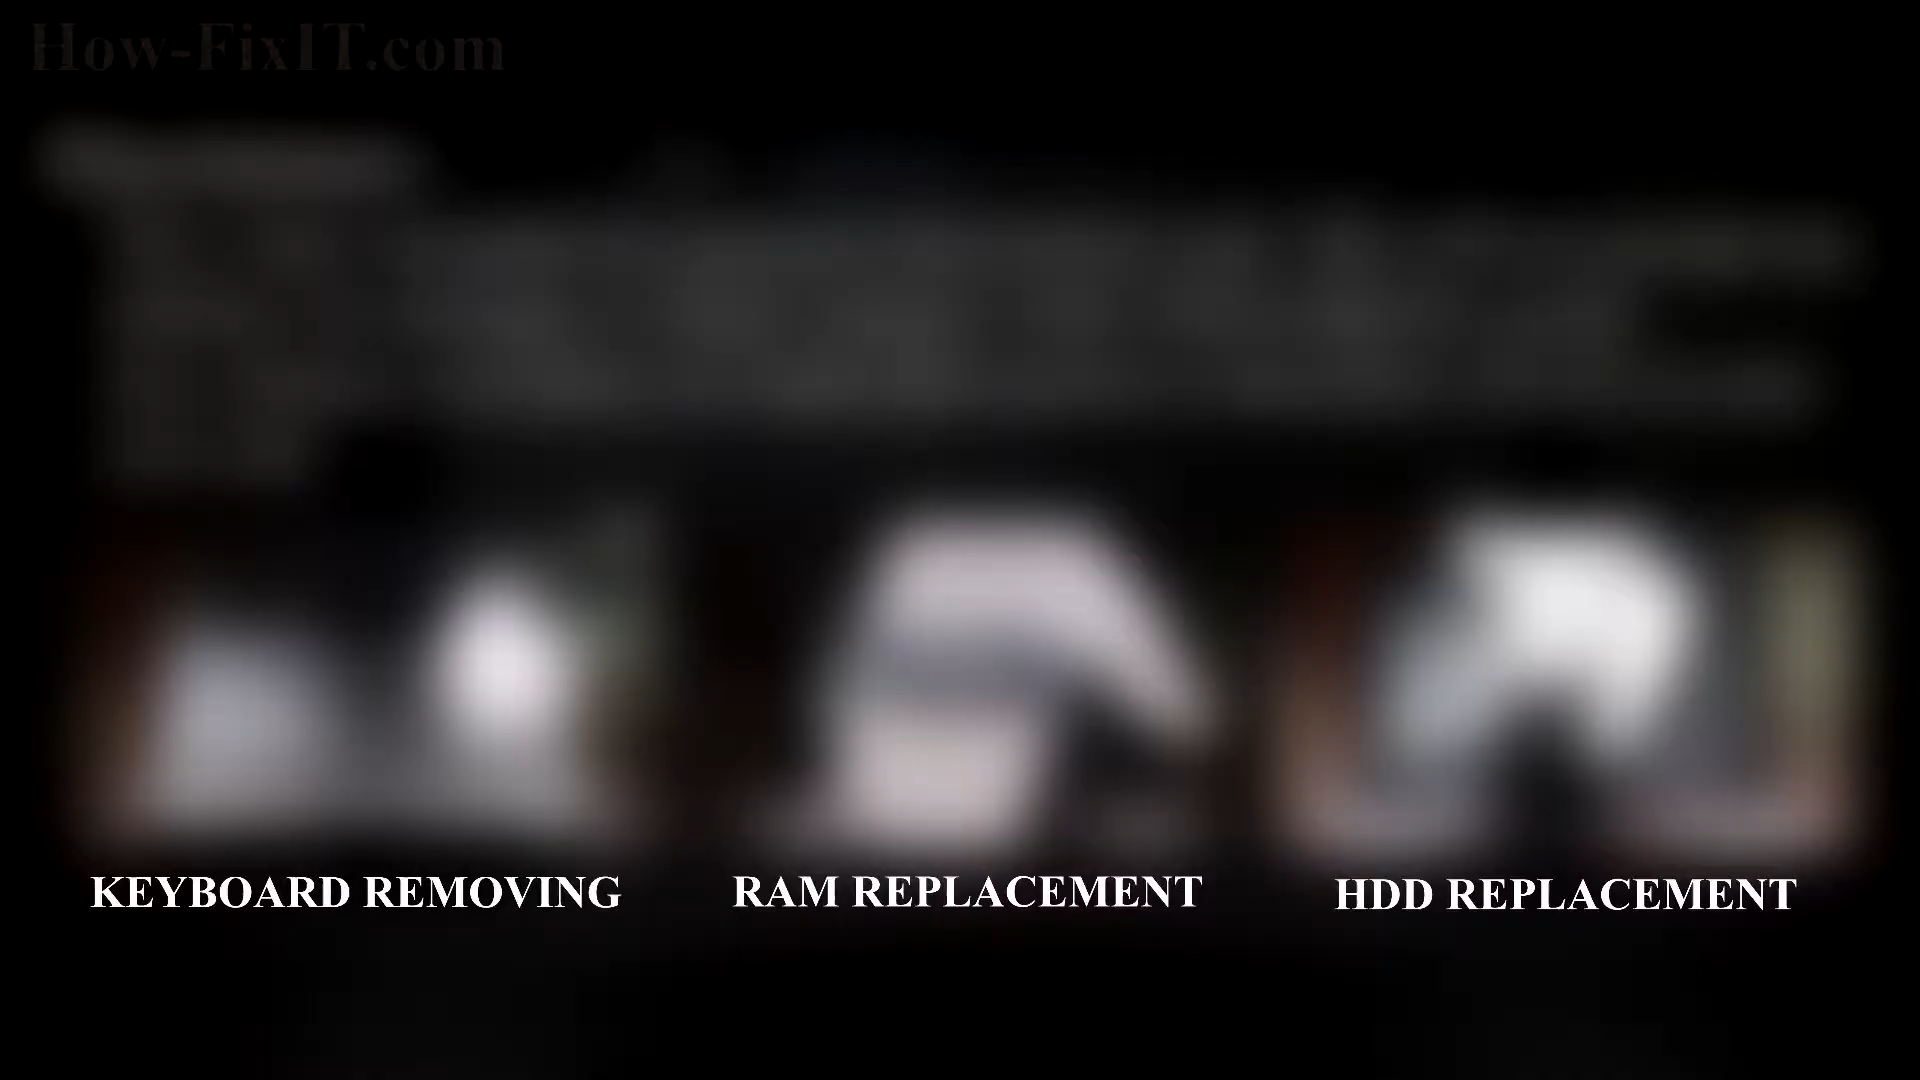 How-FixIT.com
KEYBOARD REMOVING
RAM REPLACEMENT
HDD REPLACEMENT